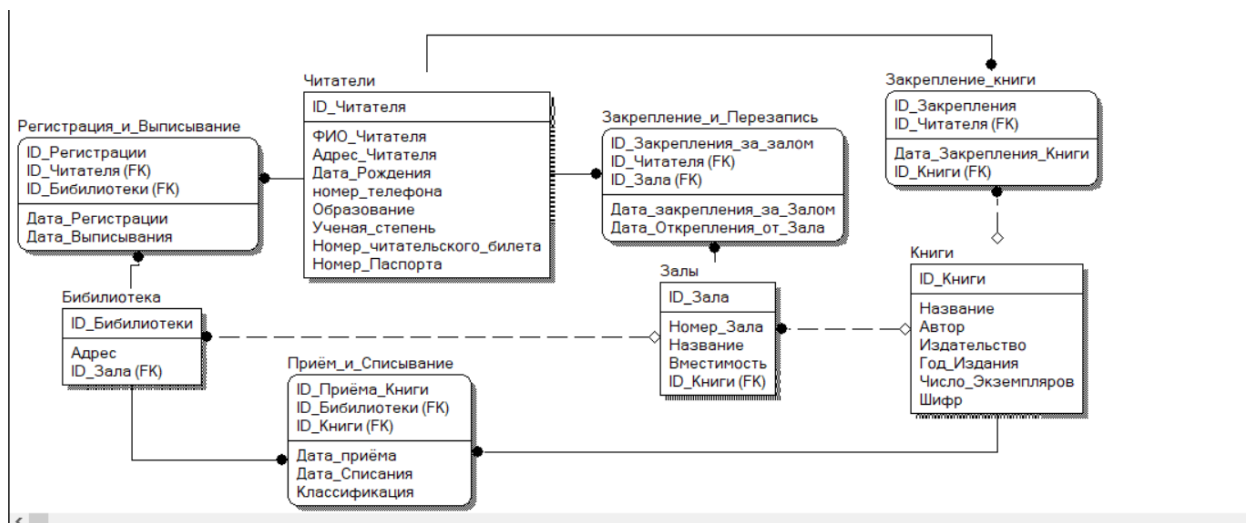 Читатели
ID_Читателя
ФИО_Читателя
Адрес_Читателя
Дата_Рождения
номер_телефона
Образование
Ученая_степень
Номер_читательского_билета
Номер_Паспорта
Закрепление_книги
ID_Закрепления
ID_Читателя (FK)
Дата_Закрепления_Книги
ID_Книги (FK)
Регистрация_и_Выписывание
ID_Регистрации
ID_Читателя (FK)
ID_Бибилиотеки (FK)
Дата_Регистрации
Дата_Выписывания
Закрепление_и_Перезапись
ID_Закрепления_за_залом
ID_Читателя (FK)
ID_Зала (FK)
Дата_закрепления_за_Залом
Дата_Открепления_от_Зала
Бибилиотека
ID_Бибилиотеки
Адрес
ID_Зала (FK)
Залы
ID_Зала
Номер_Зала
Название
Вместимость
ID_Книги (FK)
Книги
ID_Книги
Название
Автор
Издательство
Год_Издания
Число_Экземпляров
Шифр
Приём_и_Списывание
ID_Приёма_Книги
ID_Бибилиотеки (FK)
ID_Книги (FK)
Дата_приёма
Дата_Списания
Классификация